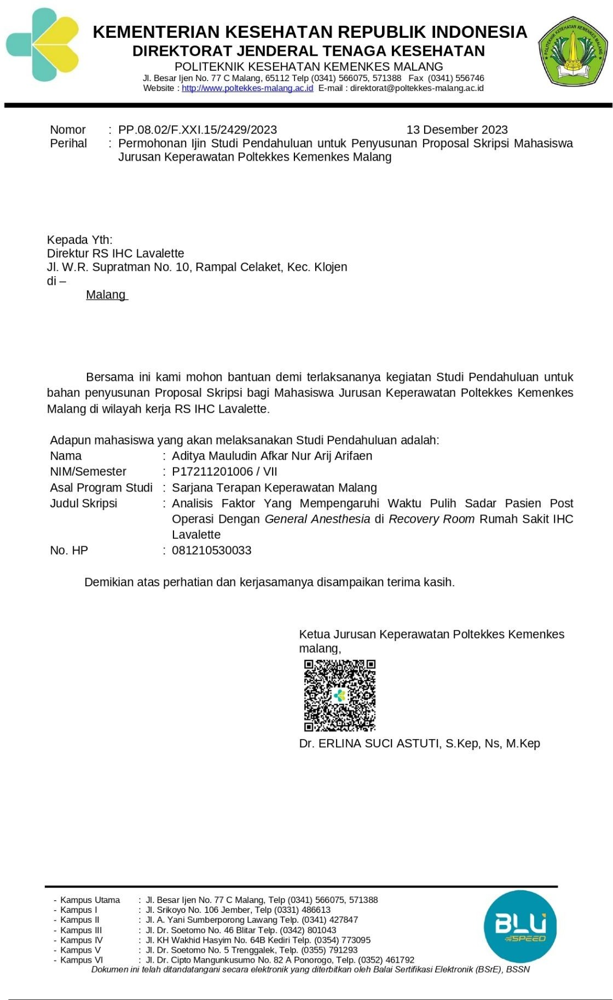 KEMENTERIAN KESEHATAN REPUBLIK INDONESIA
DIREKTORAT JENDERAL TENAGA KESEHATAN
POLITEKNIK KESEHATAN KEMENKES MALANG
Jl. Besar Ijen No. 77 C Malang, 65112 Telp (0341) 566075, 571388 Fax (0341) 556746
Website : http://www.poltekkes-malang.ac.id E-mail : direktorat@poltekkes-malang.ac.id
POLITEKNIK KESEHATAN KEMENKES MALANG
Nomor : PP.08.02/F.XXI.15/2429/2023 13 Desember 2023
Perihal : Permohonan Ijin Studi Pendahuluan untuk Penyusunan Proposal Skripsi Mahasiswa
Jurusan Keperawatan Poltekkes Kemenkes Malang
Kepada Yth:
Direktur RS IHC Lavalette
Jl. W.R. Supratman No. 10, Rampal Celaket, Kec. Klojen
di –
Malang
Bersama ini kami mohon bantuan demi terlaksananya kegiatan Studi Pendahuluan untuk
bahan penyusunan Proposal Skripsi bagi Mahasiswa Jurusan Keperawatan Poltekkes Kemenkes
Malang di wilayah kerja RS IHC Lavalette.
Adapun mahasiswa yang akan melaksanakan Studi Pendahuluan adalah:
Nama : Aditya Mauludin Afkar Nur Arij Arifaen
NIM/Semester : P17211201006 / VII
Asal Program Studi : Sarjana Terapan Keperawatan Malang
Judul Skripsi : Analisis Faktor Yang Mempengaruhi Waktu Pulih Sadar Pasien Post
Operasi Dengan General Anesthesia di Recovery Room Rumah Sakit IHC
Lavalette
No. HP : 081210530033
Demikian atas perhatian dan kerjasamanya disampaikan terima kasih.
Ketua Jurusan Keperawatan Poltekkes Kemenkes
malang,
Dr. ERLINA SUCI ASTUTI, S.Kep, Ns, M.Kep
- Kampus Utama : Jl. Besar Ijen No. 77 C Malang, Telp (0341) 566075, 571388
- Kampus I : Jl. Srikoyo No. 106 Jember, Telp (0331) 486613
- Kampus II : Jl. A. Yani Sumberporong Lawang Telp. (0341) 427847
- Kampus III : Jl. Dr. Soetomo No. 46 Blitar Telp. (0342) 801043
- Kampus IV : Jl. KH Wakhid Hasyim No. 64B Kediri Telp. (0354) 773095
- Kampus V : Jl. Dr. Soetomo No. 5 Trenggalek, Telp. (0355) 791293
- Kampus VI : Jl. Dr. Cipto Mangunkusumo No. 82 A Ponorogo, Telp. (0352) 461792
Dokumen ini telah ditandatangani secara elektronik yang diterbitkan oleh Balai Sertifikasi Elektronik (BSrE), BSSN
BLU
SPEED